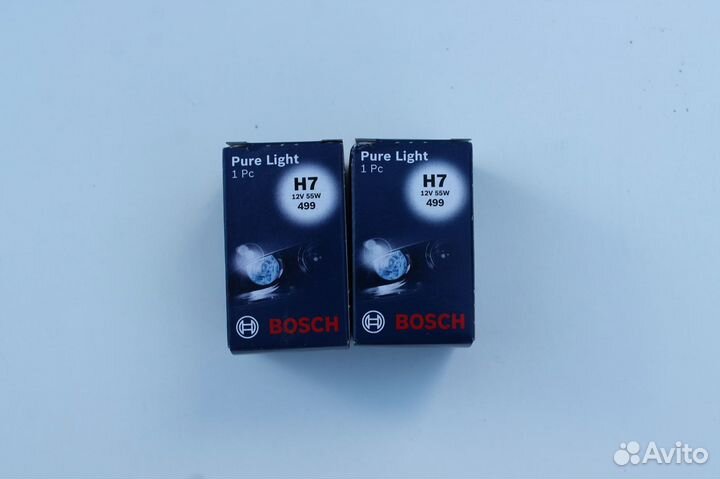 Pure Light
1 Pc
H7
12V 55W
499
BOSCH
Pure Light
1 Pc
H7
12V 55W
499
BOSCH
Avito